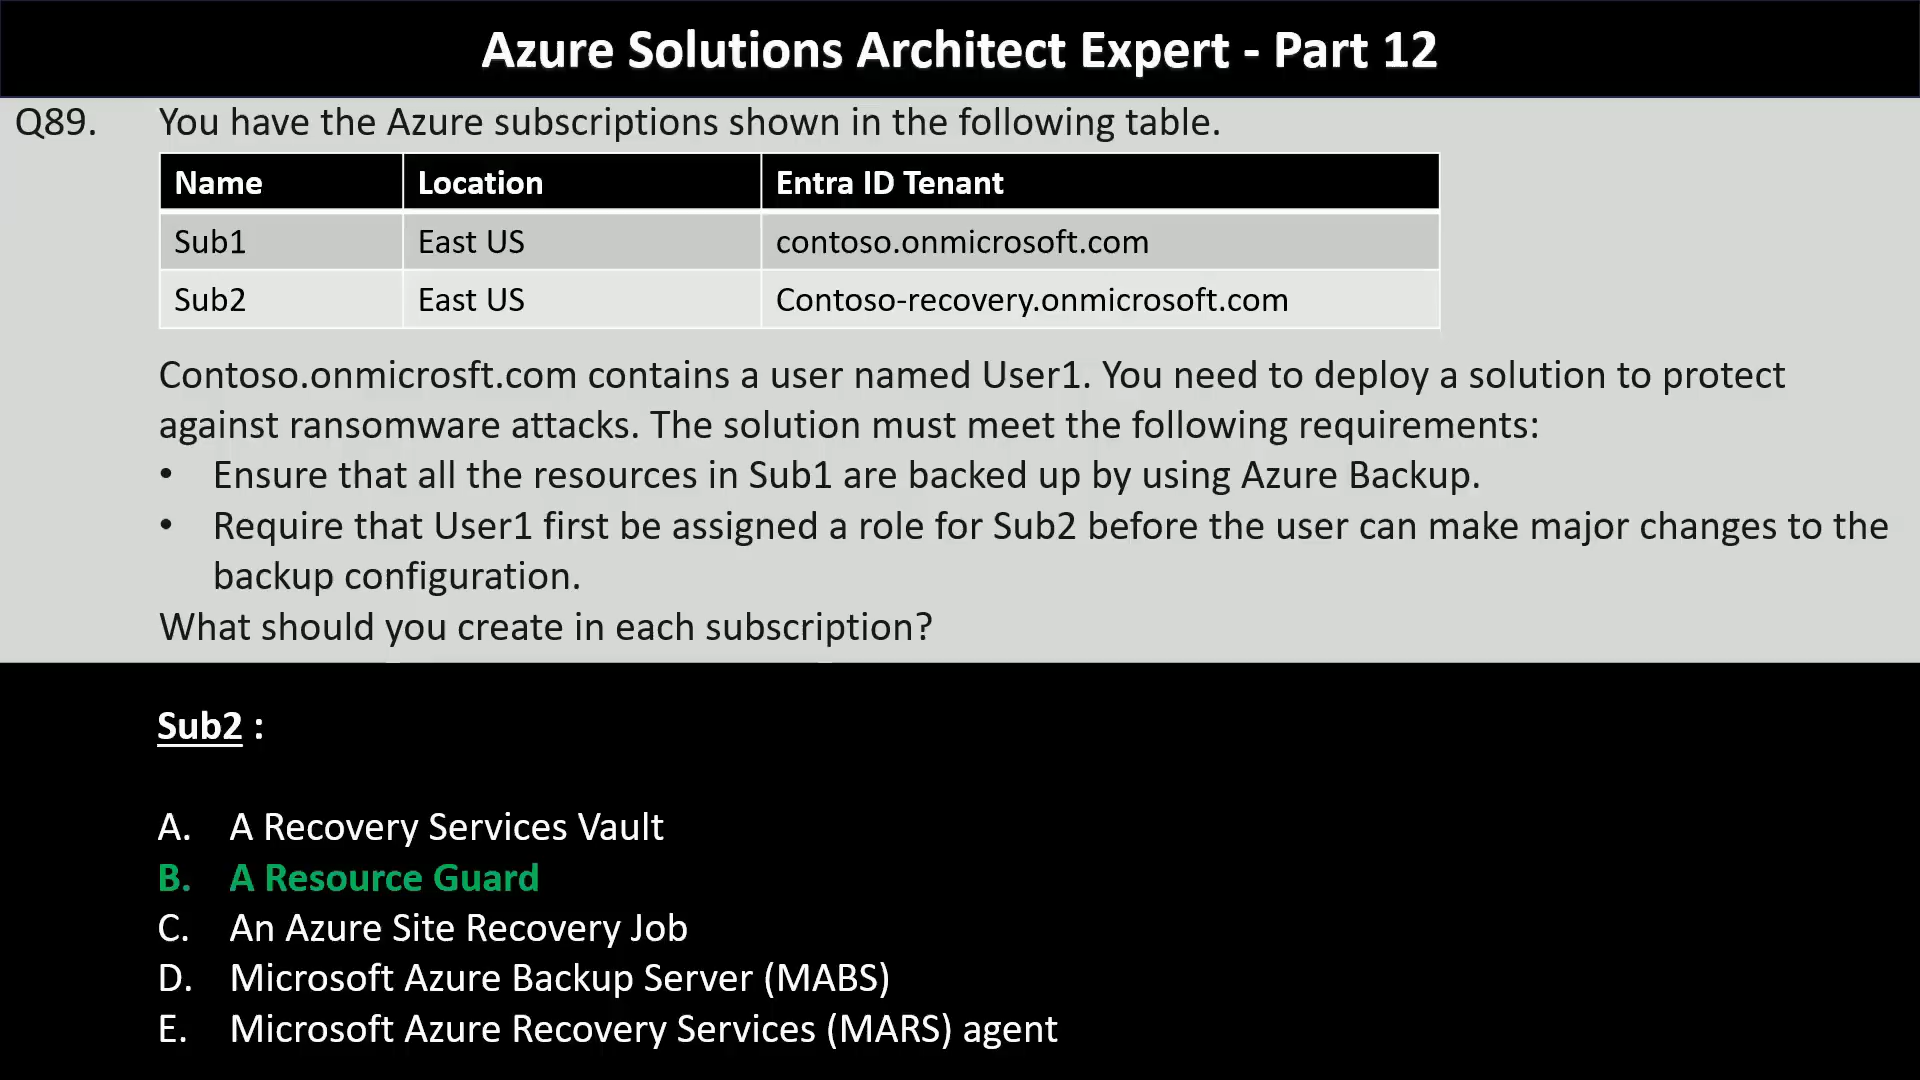 Azure Solutions Architect Expert - Part 12
Q89. You have the Azure subscriptions shown in the following table.
Name Location Entra ID Tenant
Sub1 East US contoso.onmicrosoft.com
Sub2 East US Contoso-recovery.onmicrosoft.com
Contoso.onmicrosft.com contains a user named User1. You need to deploy a solution to protect
against ransomware attacks. The solution must meet the following requirements:
• Ensure that all the resources in Sub1 are backed up by using Azure Backup.
• Require that User1 first be assigned a role for Sub2 before the user can make major changes to the
backup configuration.
What should you create in each subscription?
Sub2 :
A. A Recovery Services Vault
B. A Resource Guard
C. An Azure Site Recovery Job
D. Microsoft Azure Backup Server (MABS)
E. Microsoft Azure Recovery Services (MARS) agent